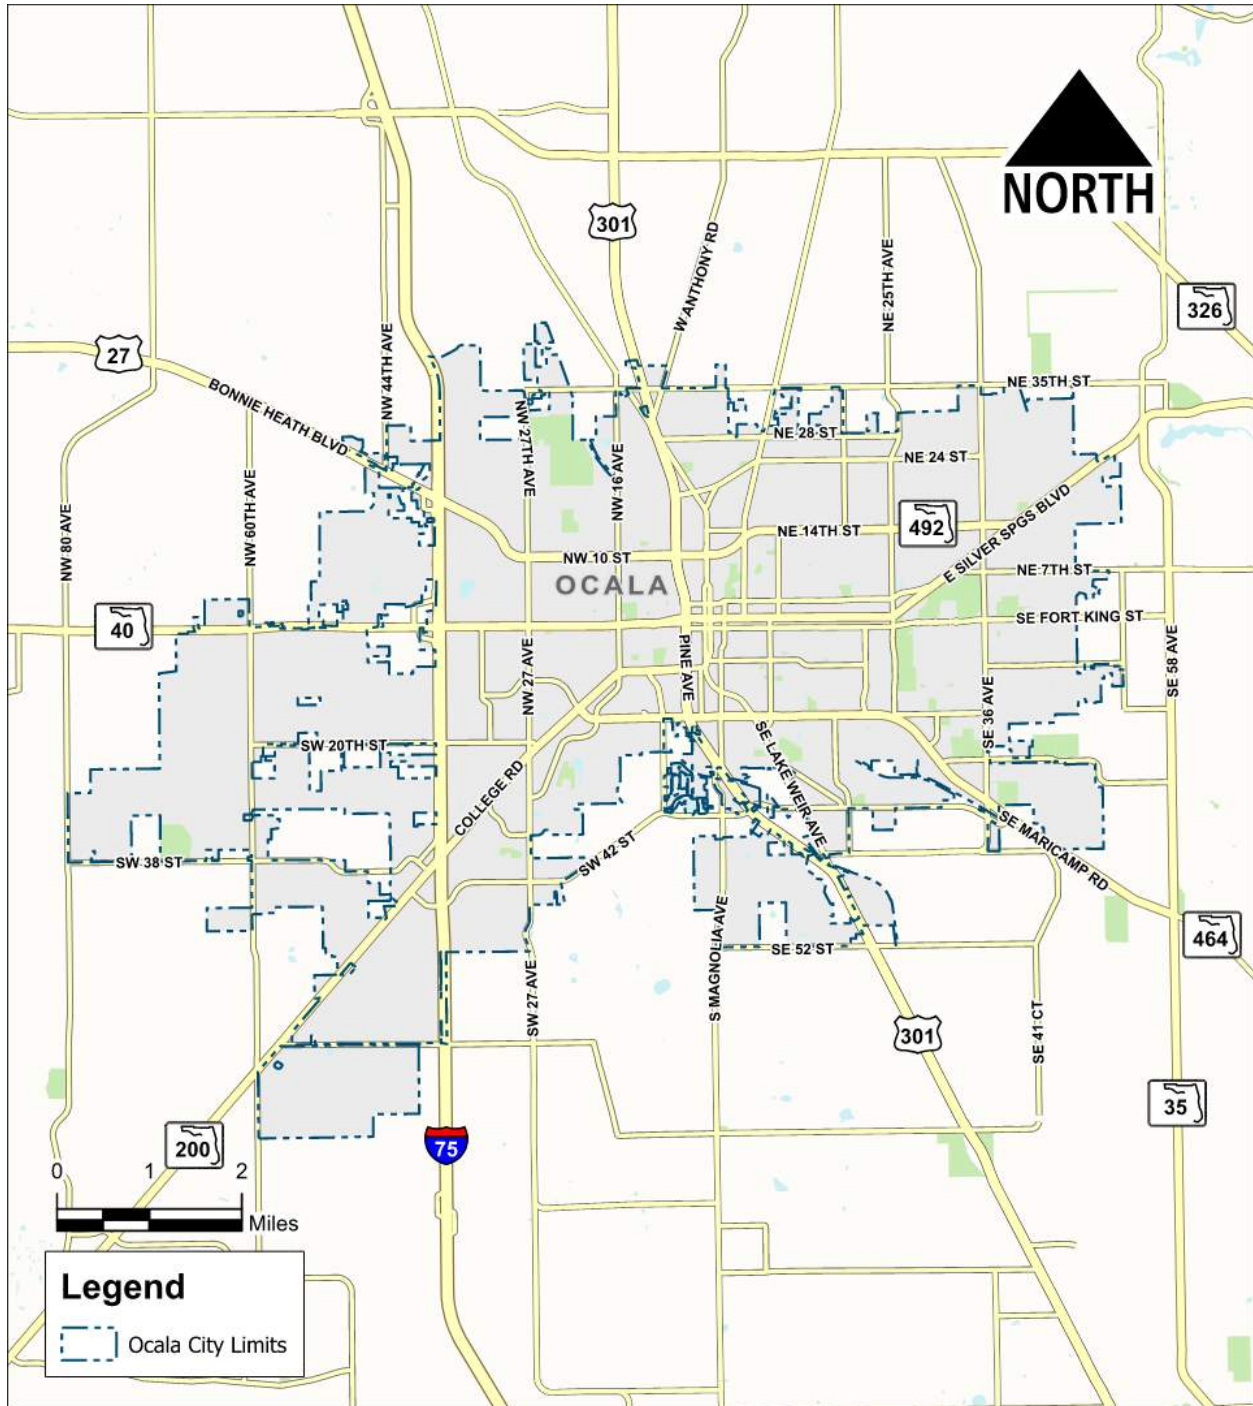 NORTH
301
W ANTHONY RD
NE 25TH AVE
326
27
NW 44TH AVE
BONNIE HEATH BLVD
NE 35TH ST
NW 27TH AVE
NE 28 ST
NW 16 AVE
NE 24 ST
NW 80 AVE
NW 60TH AVE
492
E SILVER SPGS BLVD
NE 14TH ST
NW 10 ST
NE 7TH ST
OCALA
40
SE FORT KING ST
PINE AVE
NW 27 AVE
SE 58 AVE
SE 36 AVE
SW 20TH ST
SE LAKE WEIR AVE
COLLEGE RD
SW 38 ST
SW 42 ST
SE MARICAMP RD
464
S MAGNOLIA AVE
SE 52 ST
SW 27 AVE
SE 41 CT
301
35
200
75
0 1 2
Miles
Legend
Ocala City Limits